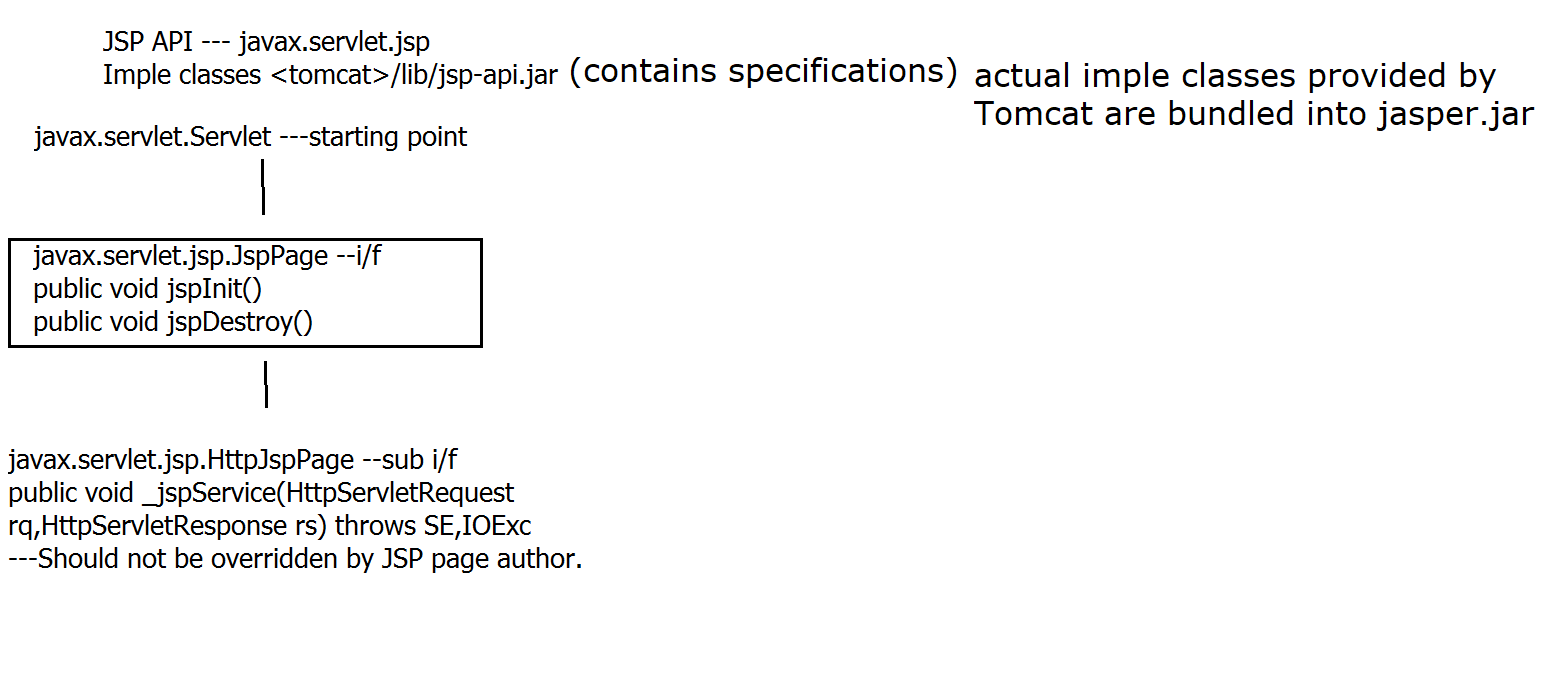 JSP API --- javax.servlet.jsp
Imple classes <tomcat>/lib/jsp-api.jar (contains specifications)
actual imple classes provided by
Tomcat are bundled into jasper.jar
javax.servlet.Servlet ---starting point
javax.servlet.jsp.JspPage --i/f
public void jspInit()
public void jspDestroy()
javax.servlet.jsp.HttpJspPage --sub i/f
public void _jspService(HttpServletRequest
rq,HttpServletResponse rs) throws SE,IOExc
---Should not be overridden by JSP page author.